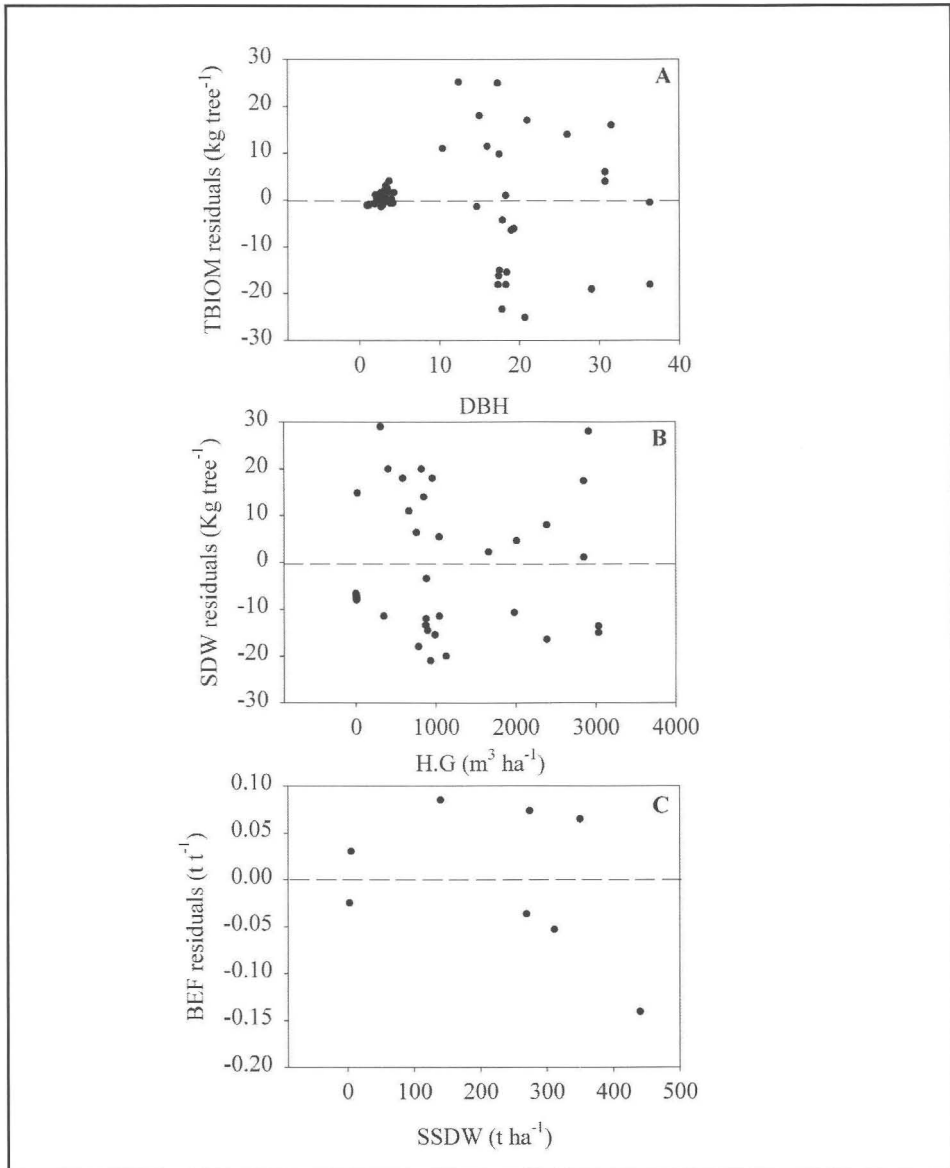 A
TBIOM residuals (kg tree⁻¹)
30
20
10
0
-10
-20
-30
0 10 20 30 40
DBH
B
SDW residuals (Kg tree⁻¹)
30
20
10
0
-10
-20
-30
0 1000 2000 3000 4000
H.G (m³ ha⁻¹)
C
BEF residuals (t t⁻¹)
0.10
0.05
0.00
-0.05
-0.10
-0.15
-0.20
0 100 200 300 400 500
SSDW (t ha⁻¹)